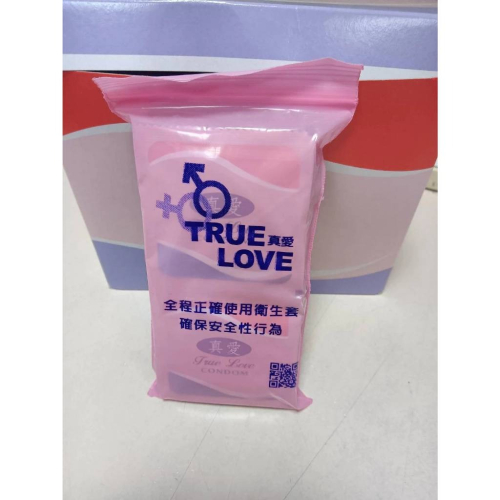 真愛
TRUE 真愛
LOVE
全程正確使用衛生套
確保安全性行為
真愛
True Love
CONDOM